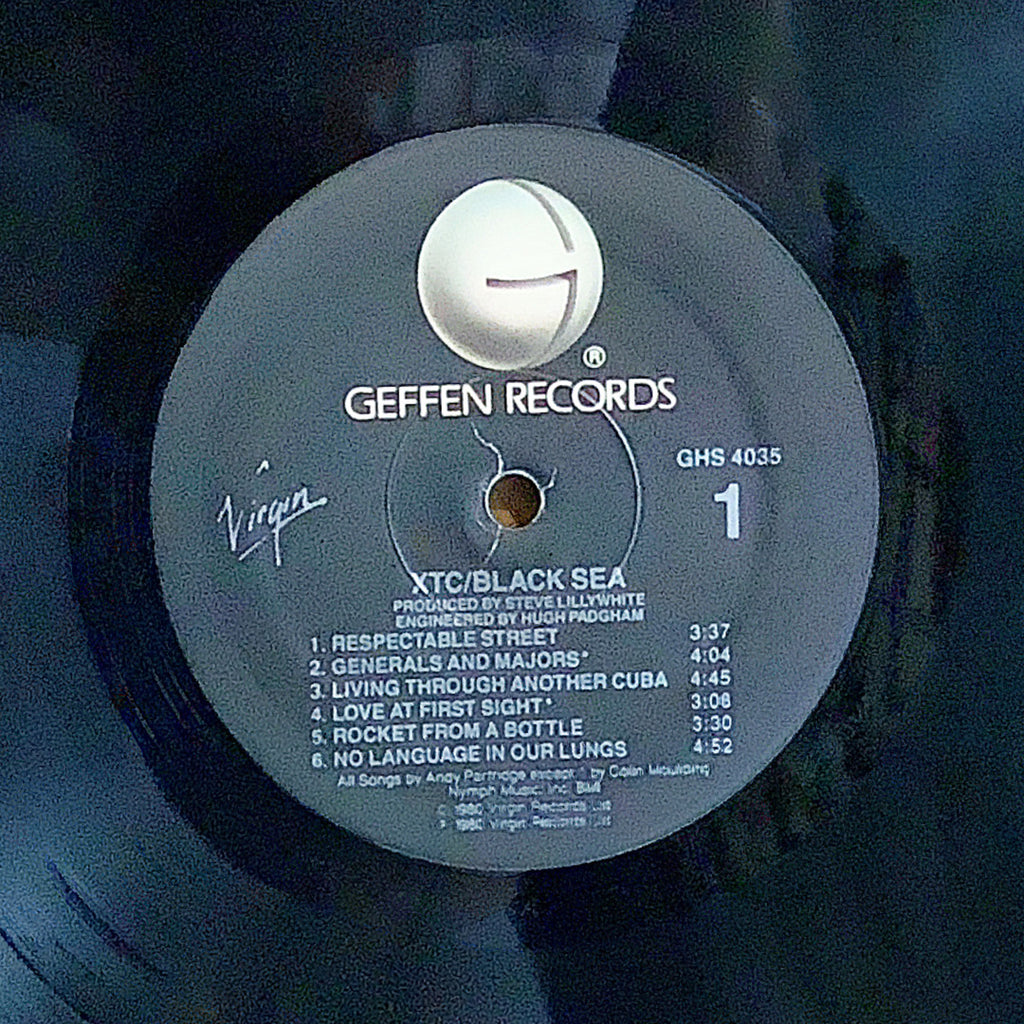 ®
GEFFEN RECORDS
GHS 4035
1
Virgin
XTC/BLACK SEA
PRODUCED BY STEVE LILLYWHITE
ENGINEERED BY HUGH PADGHAM
1. RESPECTABLE STREET 3:37
2. GENERALS AND MAJORS* 4:04
3. LIVING THROUGH ANOTHER CUBA 4:45
4. LOVE AT FIRST SIGHT* 3:08
5. ROCKET FROM A BOTTLE 3:30
6. NO LANGUAGE IN OUR LUNGS 4:52
All Songs by Andy Partridge except * by Colin Moulding
Nymph Music, Inc. BMI
1980 Virgin Records Ltd
1980 Virgin Records Ltd